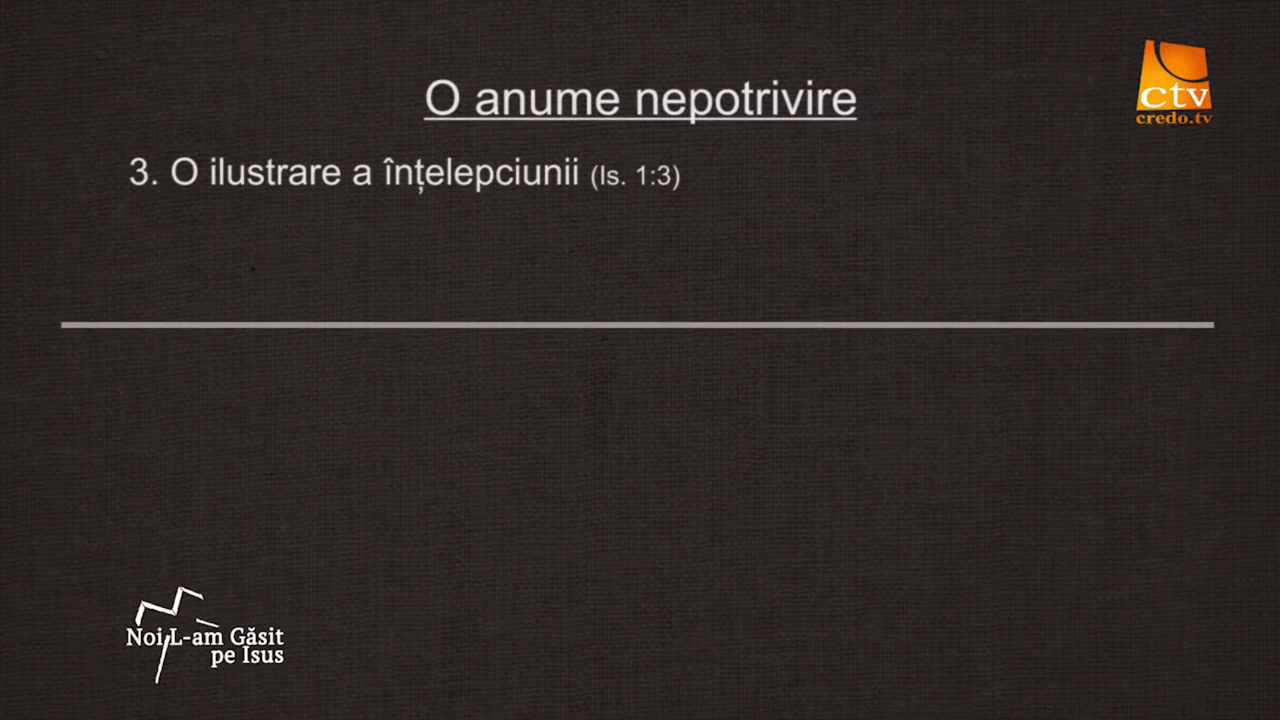 O anume nepotrivire
3. O ilustrare a înțelepciunii (Is. 1:3)
ctv
credo.tv
Noi L-am Găsit
pe Isus